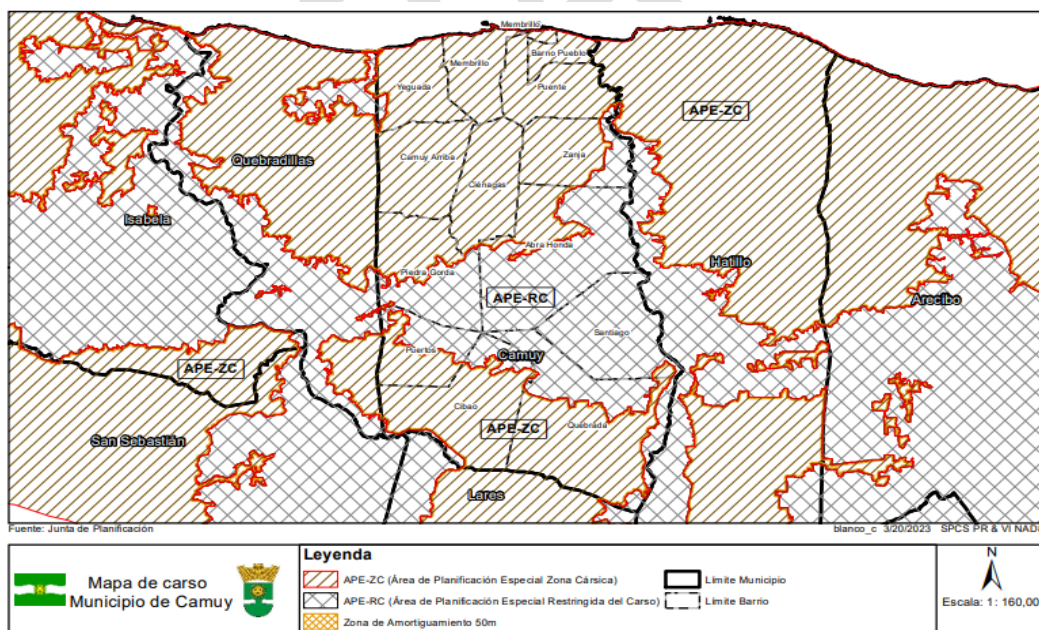 Membrillo
Barrio Pueblo
Membrillo
Yeguada
Puente
APE-ZC
Quebradillas
Camuy Arriba
Zanja
Ciénagas
Isabela
Abra Honda
Hatillo
Piedra Gorda
APE-RC
Arecibo
Santiago
Puertos
Camuy
APE-ZC
Cibao
Quebrada
APE-ZC
San Sebastián
Lares
Fuente: Junta de Planificación
blanco_c 3/20/2023 SPCS PR & VI NAD
Mapa de carso
Municipio de Camuy
Leyenda
APE-ZC (Área de Planificación Especial Zona Cársica)
Límite Municipio
APE-RC (Área de Planificación Especial Restringida del Carso)
Límite Barrio
Zona de Amortiguamiento 50m
N
Escala: 1: 160,00